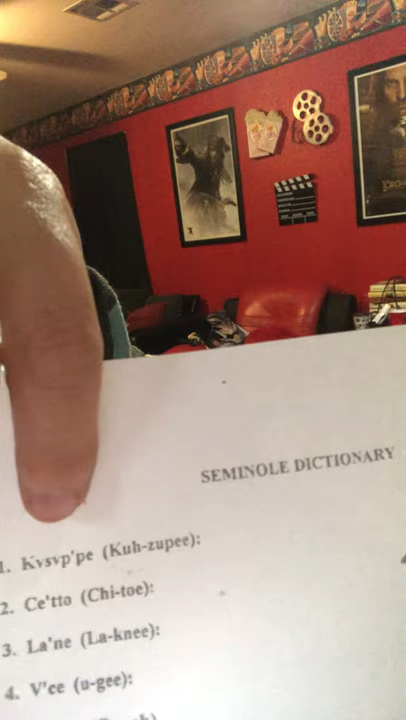 SEMINOLE DICTIONARY
1. Kvsvp'pe (Kuh-zupee):
2. Ce'tto (Chi-toe):
3. La'ne (La-knee):
4. V'ce (u-gee):